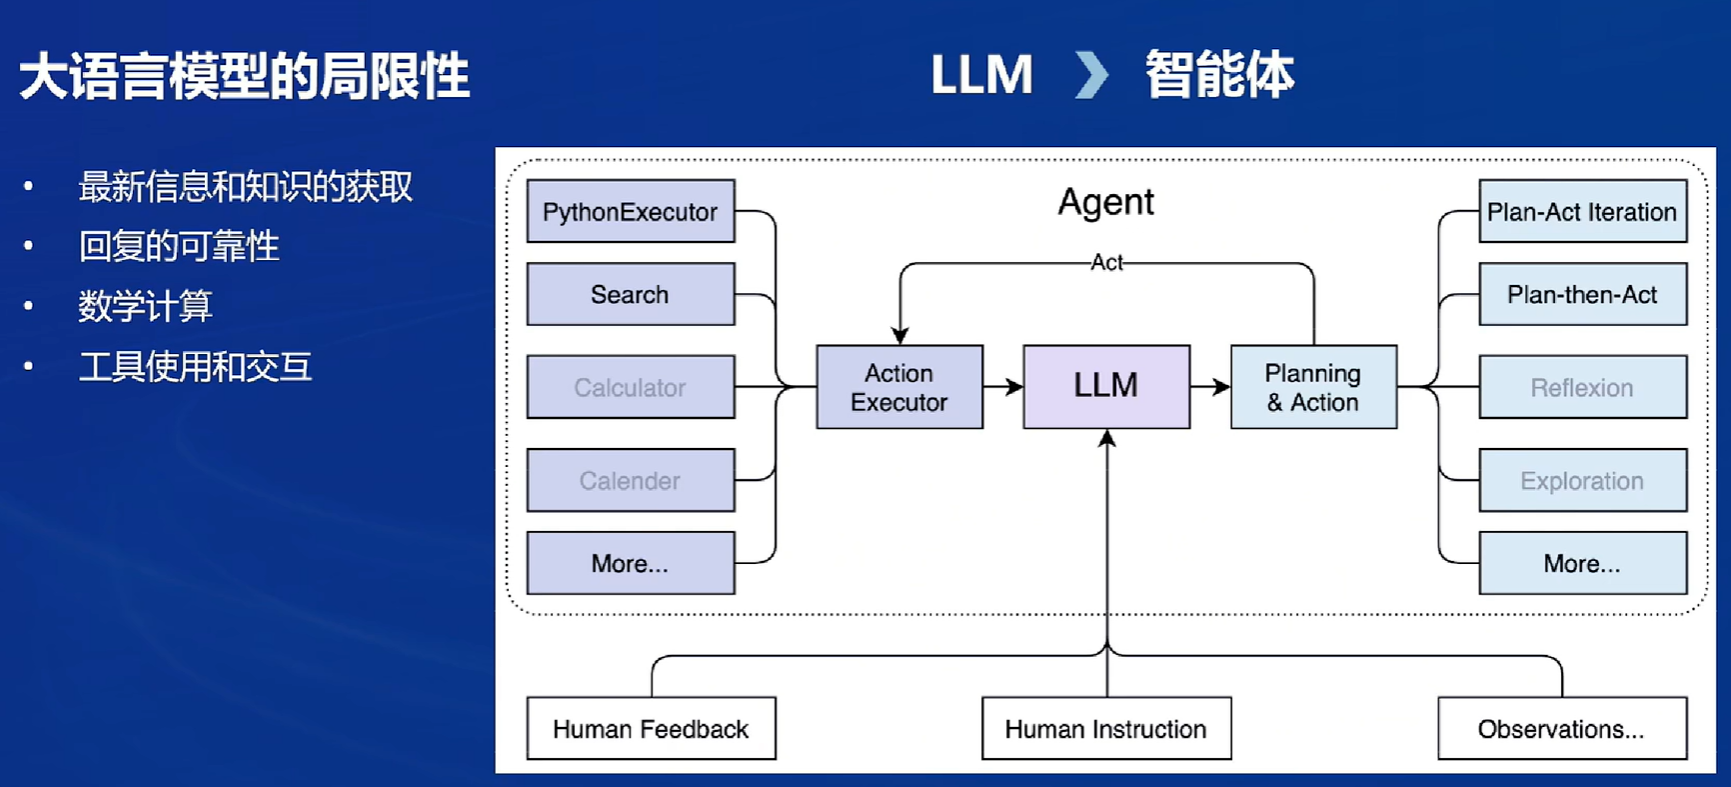 大语言模型的局限性
LLM
智能体
• 最新信息和知识的获取
• 回复的可靠性
• 数学计算
• 工具使用和交互
Agent
PythonExecutor
Search
Calculator
Calender
More...
Act
Action
Executor
LLM
Planning
& Action
Plan-Act Iteration
Plan-then-Act
Reflexion
Exploration
More...
Human Feedback
Human Instruction
Observations...